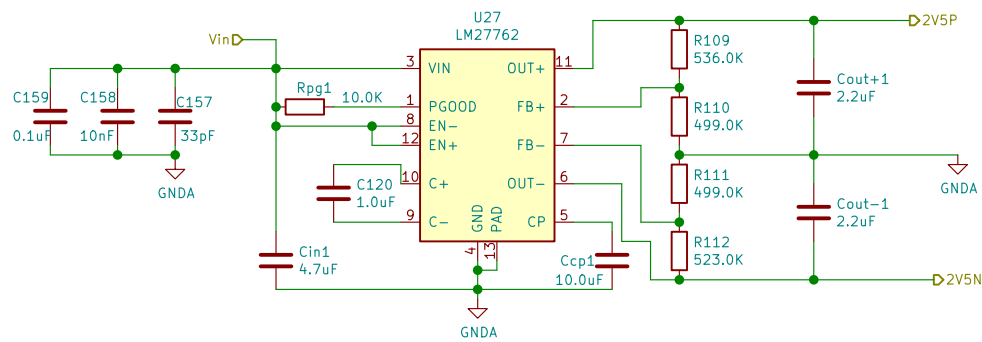 U27
LM27762
Vin
2V5P
3 VIN OUT+ 11
R109
536.0K
C159
0.1uF
C158
10nF
C157
33pF
Rpg1
10.0K
1 PGOOD FB+ 2
8 EN-
12 EN+ FB- 7
R110
499.0K
Cout+1
2.2uF
GNDA
GNDA
10 C+ OUT- 6
C120
1.0uF
R111
499.0K
9 C- CP 5
GND
PAD
4
13
Cout-1
2.2uF
R112
523.0K
Cin1
4.7uF
Ccp1
10.0uF
2V5N
GNDA